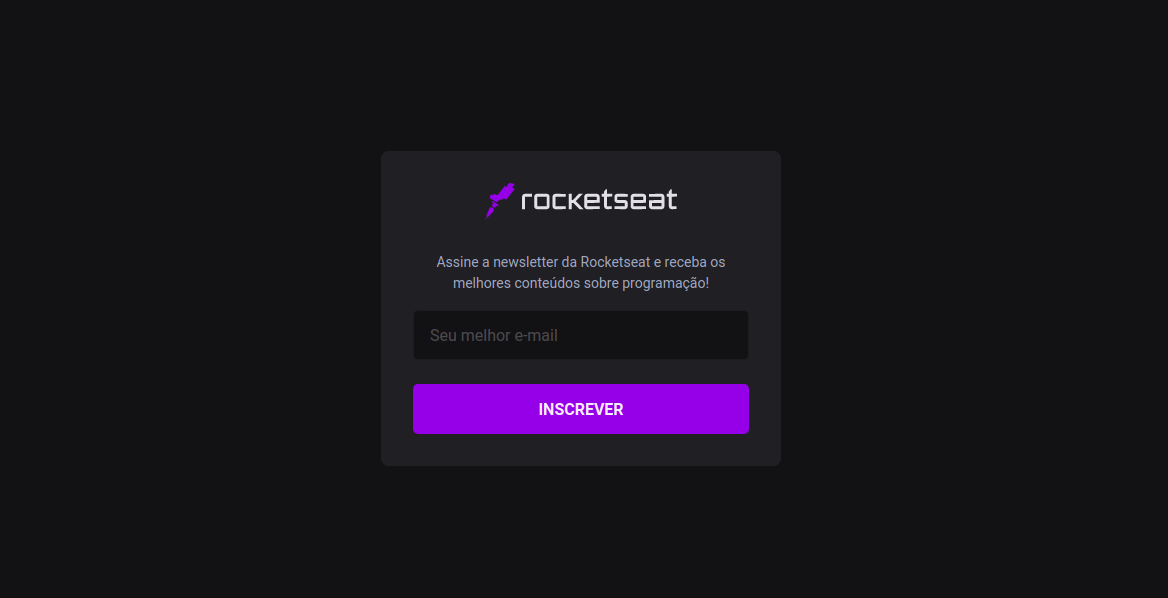 rocketseat
Assine a newsletter da Rocketseat e receba os
melhores conteúdos sobre programação!
Seu melhor e-mail
INSCREVER